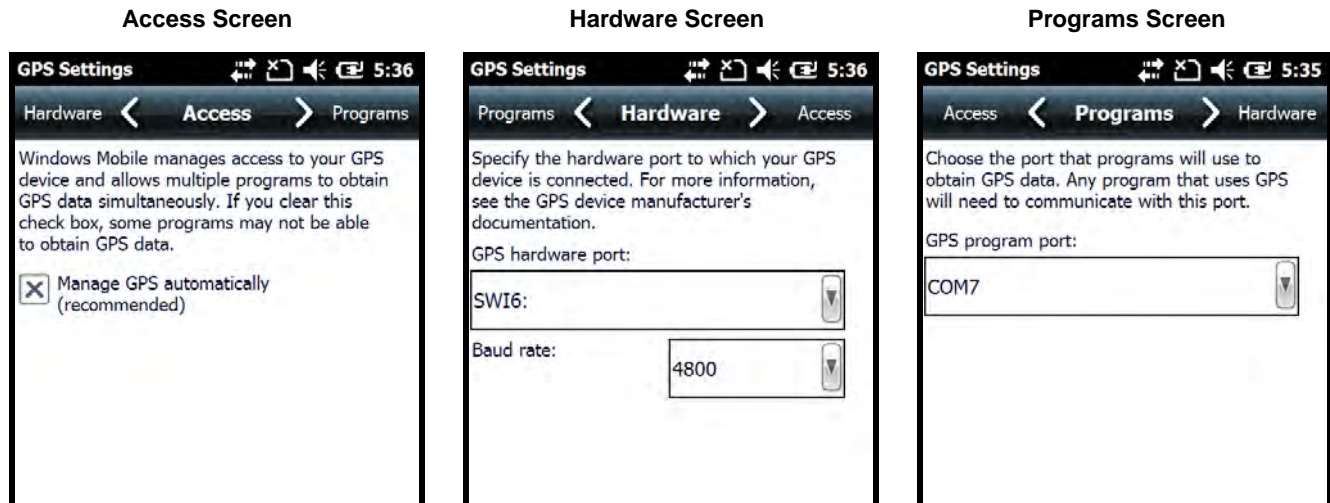 Access Screen
GPS Settings 5:36
Hardware Access Programs
Windows Mobile manages access to your GPS
device and allows multiple programs to obtain
GPS data simultaneously. If you clear this
check box, some programs may not be able
to obtain GPS data.
Manage GPS automatically
(recommended)
Hardware Screen
GPS Settings 5:36
Programs Hardware Access
Specify the hardware port to which your GPS
device is connected. For more information,
see the GPS device manufacturer's
documentation.
GPS hardware port:
SWI6:
Baud rate:
4800
Programs Screen
GPS Settings 5:35
Access Programs Hardware
Choose the port that programs will use to
obtain GPS data. Any program that uses GPS
will need to communicate with this port.
GPS program port:
COM7